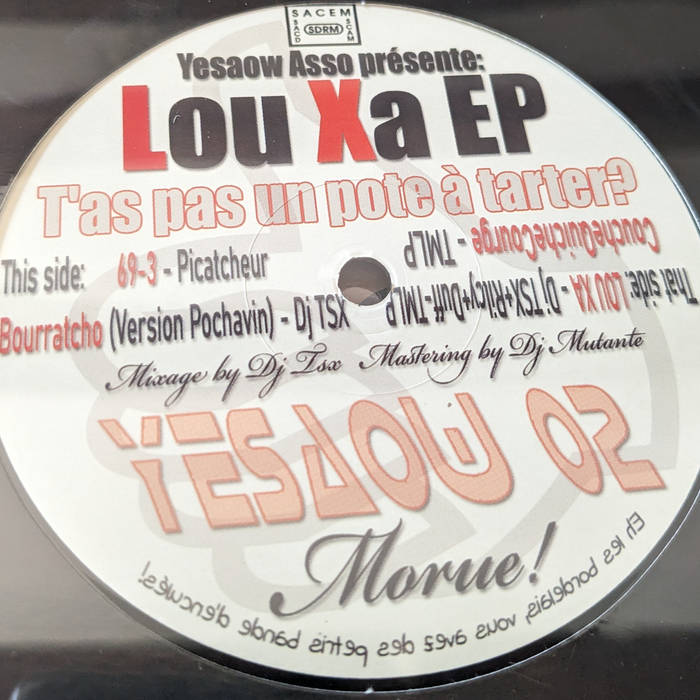 SACEM
SACD SDRM SCAM
Yesaow Asso présente:
Lou Xa EP
T'as pas un pote à tarter?
This side: 69-3 - Picatcheur
Bourratcho (Version Pochavin) - Dj TSX
That side: LOU XA - Dj TSX+Rilcy+Duff-TMLP
CoucheQuicheCourge - TMLP
Mixage by Dj Tsx Mastering by Dj Mutante
YESAOW 02
Morue!
Eh les bordelais, vous avez des petits bande d'enculés!